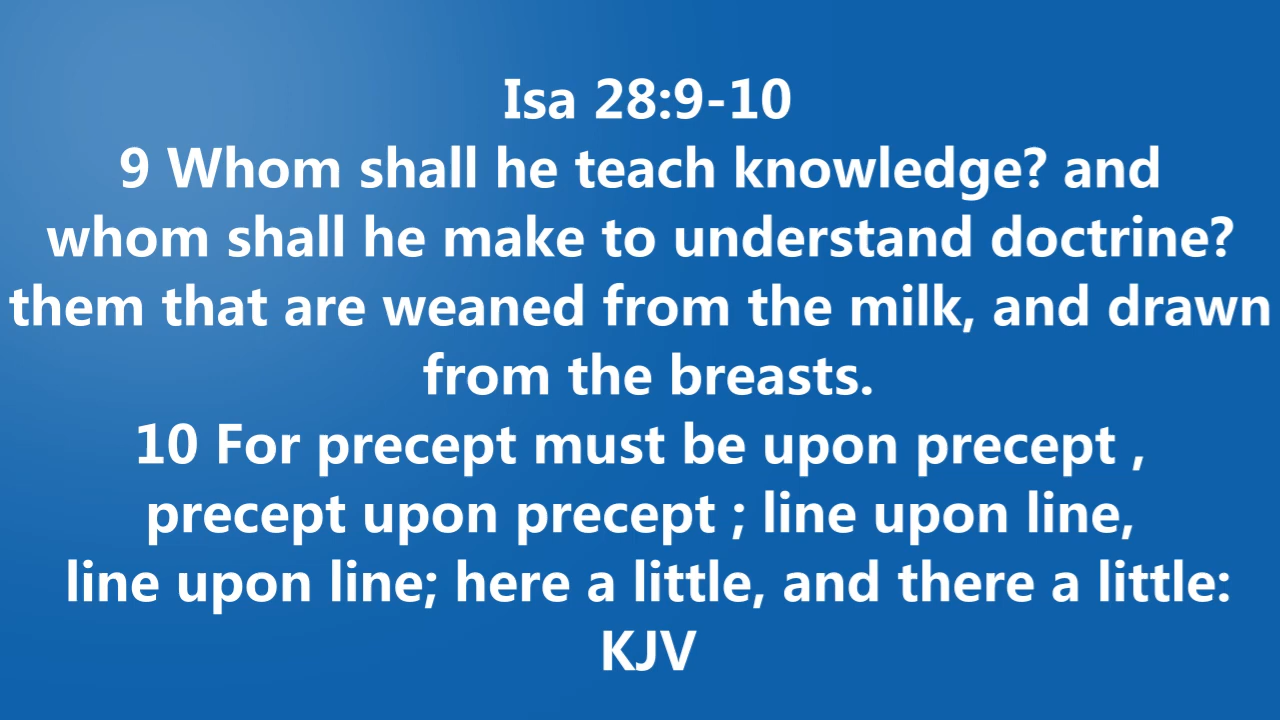 Isa 28:9-10
9 Whom shall he teach knowledge? and
whom shall he make to understand doctrine?
them that are weaned from the milk, and drawn
from the breasts.
10 For precept must be upon precept ,
precept upon precept ; line upon line,
line upon line; here a little, and there a little:
KJV